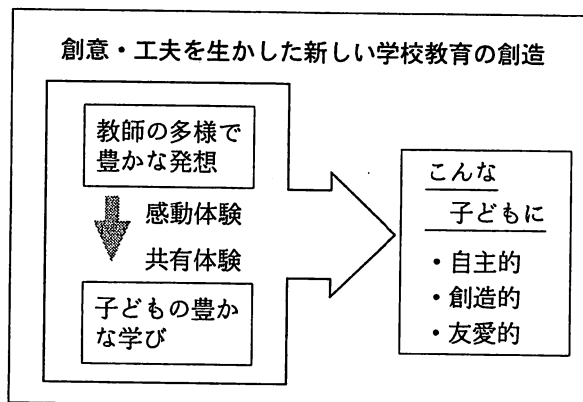 創意・工夫を生かした新しい学校教育の創造
教師の多様で
豊かな発想
感動体験
共有体験
子どもの豊か
な学び
こんな
子どもに
・自主的
・創造的
・友愛的